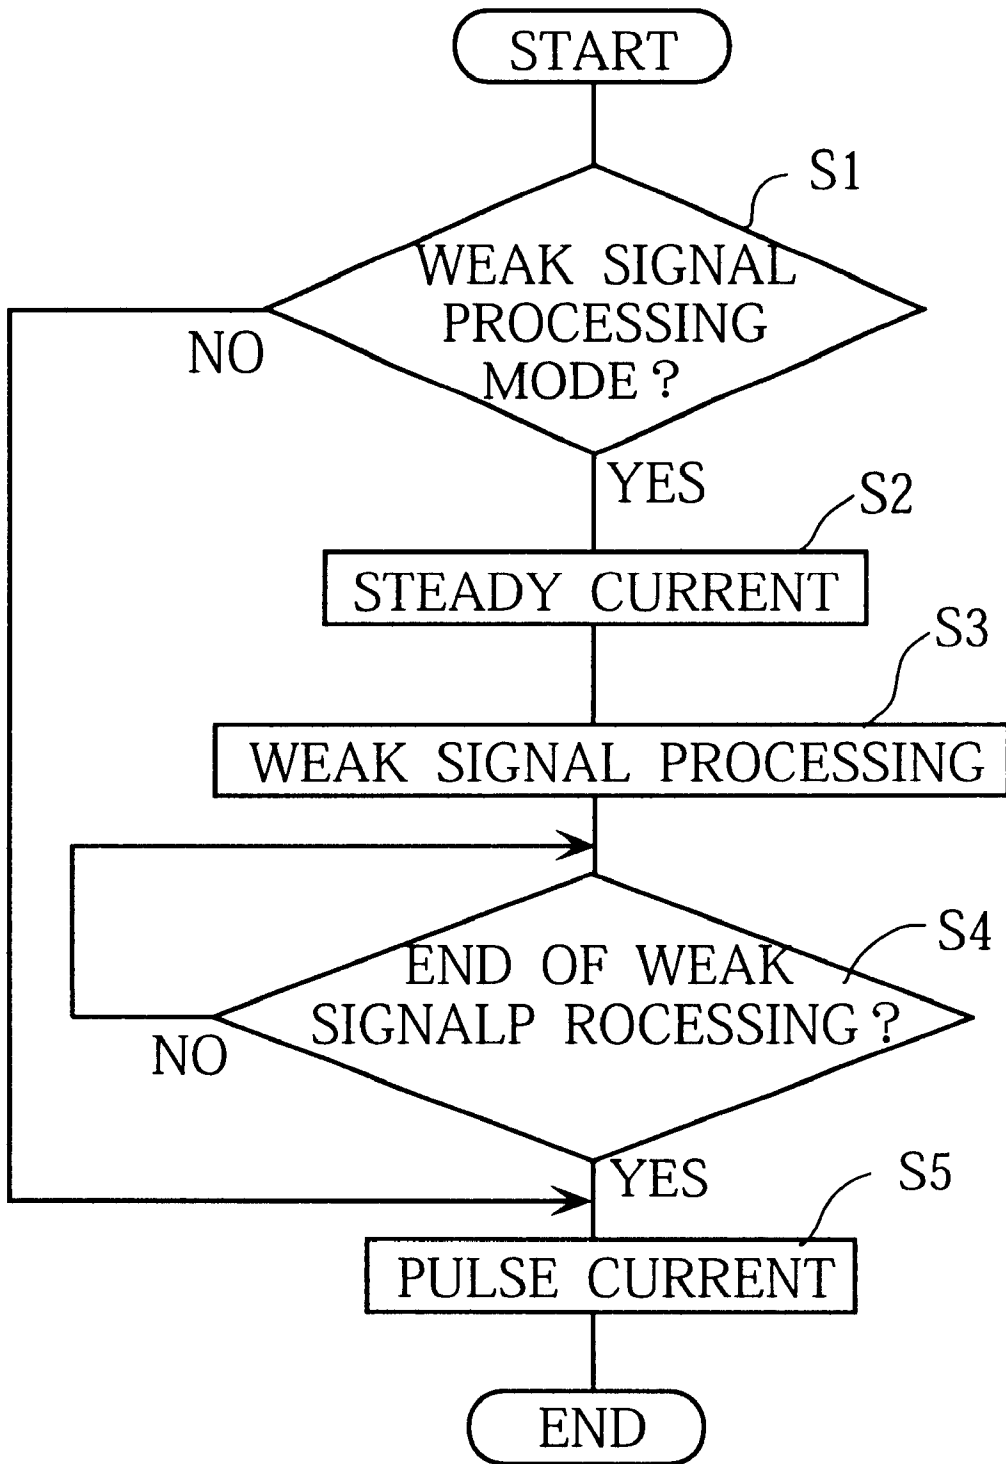 START
S1
WEAK SIGNAL
PROCESSING
MODE?
NO
YES
S2
STEADY CURRENT
S3
WEAK SIGNAL PROCESSING
S4
END OF WEAK
SIGNALP ROCESSING?
NO
YES
S5
PULSE CURRENT
END